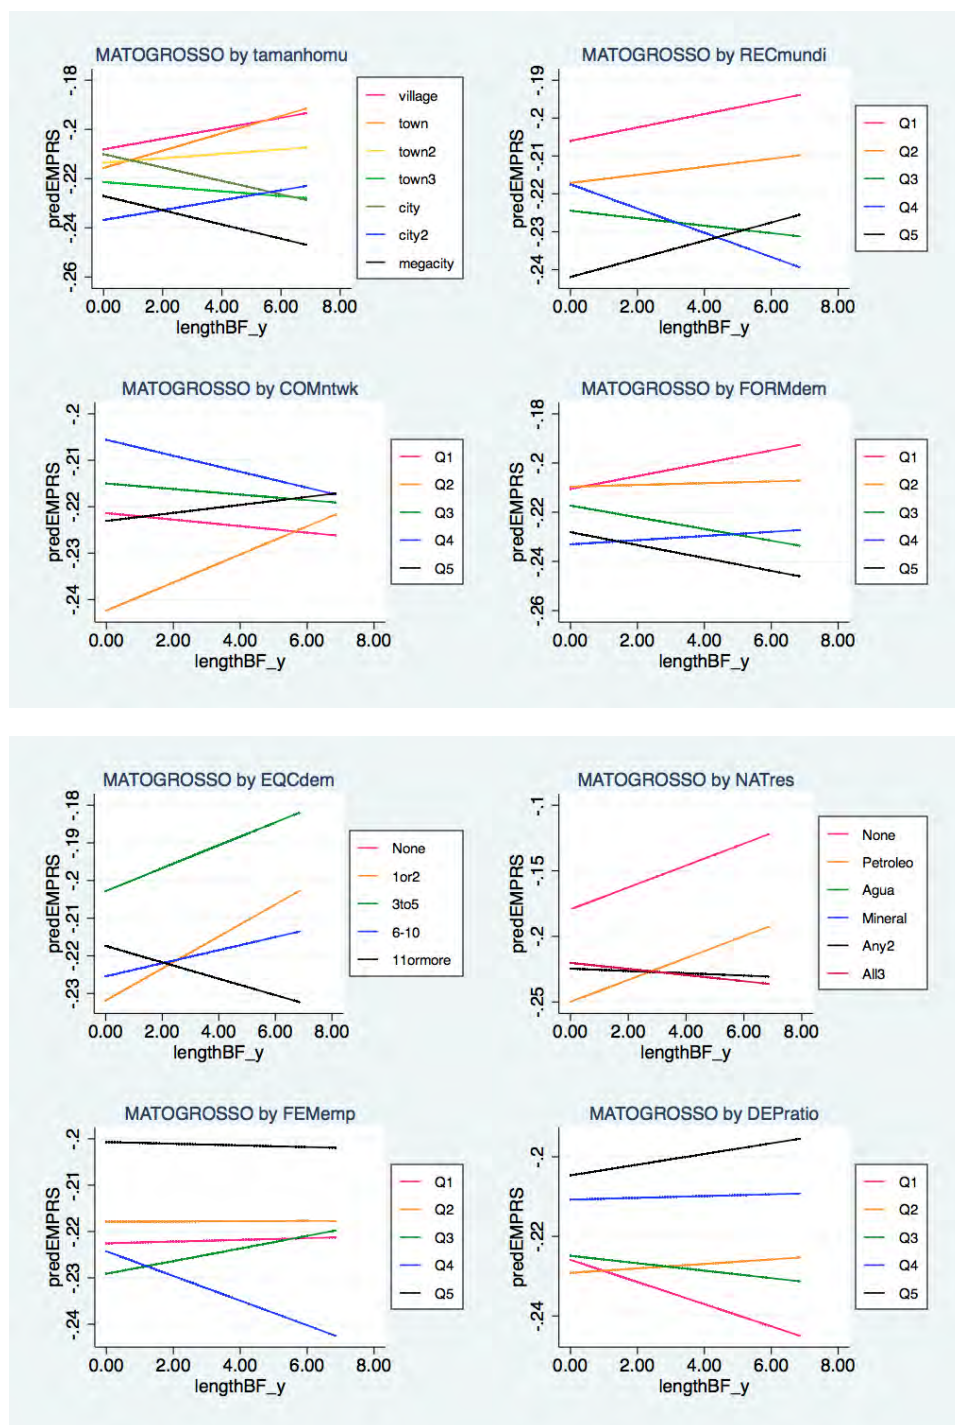 MATOGROSSO by tamanhomu
predEMPRS
-.18
-.2
-.22
-.24
-.26
0.00 2.00 4.00 6.00 8.00
lengthBF_y
village
town
town2
town3
city
city2
megacity
MATOGROSSO by RECmundi
predEMPRS
-.19
-.2
-.21
-.22
-.23
-.24
0.00 2.00 4.00 6.00 8.00
lengthBF_y
Q1
Q2
Q3
Q4
Q5
MATOGROSSO by COMntwk
predEMPRS
-.2
-.21
-.22
-.23
-.24
0.00 2.00 4.00 6.00 8.00
lengthBF_y
Q1
Q2
Q3
Q4
Q5
MATOGROSSO by FORMdem
predEMPRS
-.18
-.2
-.22
-.24
-.26
0.00 2.00 4.00 6.00 8.00
lengthBF_y
Q1
Q2
Q3
Q4
Q5
MATOGROSSO by EQCdem
predEMPRS
-.18
-.19
-.2
-.21
-.22
-.23
0.00 2.00 4.00 6.00 8.00
lengthBF_y
None
1or2
3to5
6-10
11ormore
MATOGROSSO by NATres
predEMPRS
-.1
-.15
-.2
-.25
0.00 2.00 4.00 6.00 8.00
lengthBF_y
None
Petroleo
Agua
Mineral
Any2
All3
MATOGROSSO by FEMemp
predEMPRS
-.2
-.21
-.22
-.23
-.24
0.00 2.00 4.00 6.00 8.00
lengthBF_y
Q1
Q2
Q3
Q4
Q5
MATOGROSSO by DEPratio
predEMPRS
-.2
-.22
-.24
0.00 2.00 4.00 6.00 8.00
lengthBF_y
Q1
Q2
Q3
Q4
Q5